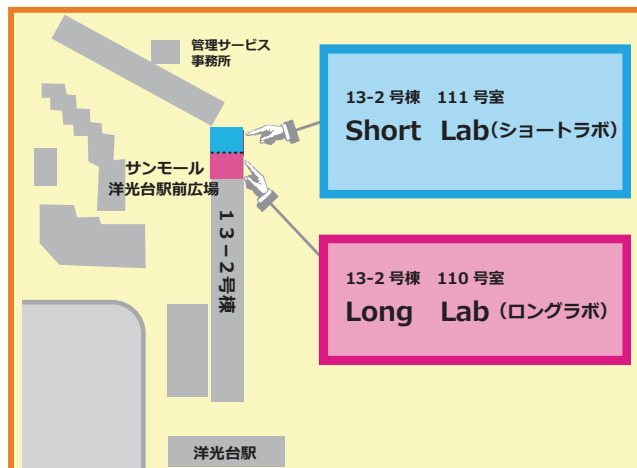 管理サービス
事務所
13-2 号棟 111 号室
Short Lab(ショートラボ)
サンモール
洋光台駅前広場
13−2号棟
13-2 号棟 110 号室
Long Lab(ロングラボ)
洋光台駅